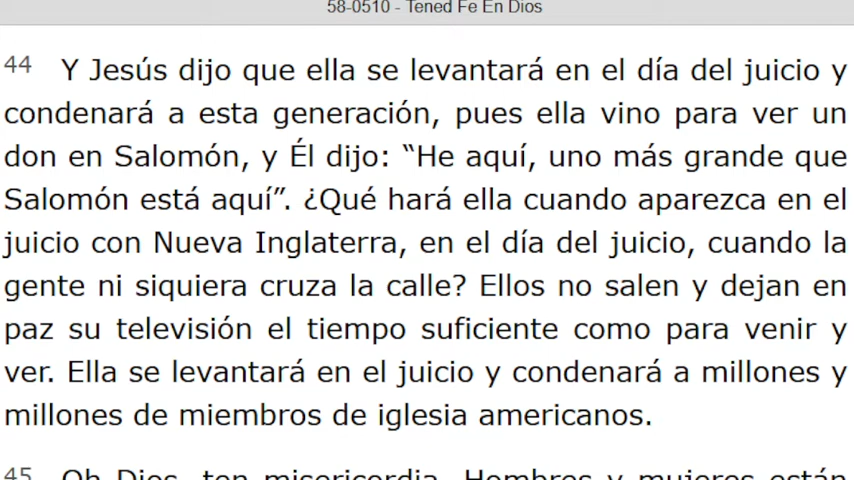 58-0510 - Tened Fe En Dios
44 Y Jesús dijo que ella se levantará en el día del juicio y
condenará a esta generación, pues ella vino para ver un
don en Salomón, y Él dijo: “He aquí, uno más grande que
Salomón está aquí”. ¿Qué hará ella cuando aparezca en el
juicio con Nueva Inglaterra, en el día del juicio, cuando la
gente ni siquiera cruza la calle? Ellos no salen y dejan en
paz su televisión el tiempo suficiente como para venir y
ver. Ella se levantará en el juicio y condenará a millones y
millones de miembros de iglesia americanos.
45 Oh Dios, ten misericordia. Hombres y mujeres están